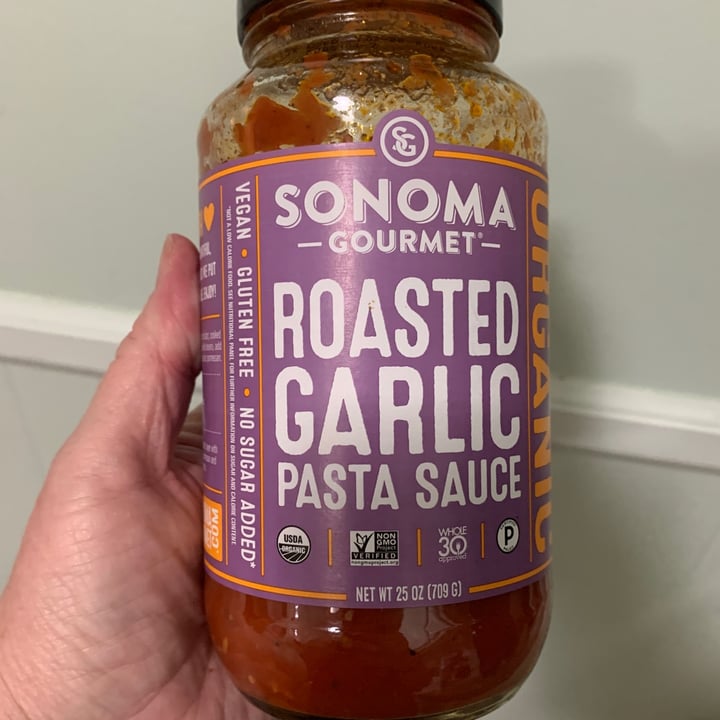 SG
SONOMA
GOURMET®
ROASTED
GARLIC
PASTA SAUCE
VEGAN • GLUTEN FREE • NO SUGAR ADDED*
*NOT A LOW CALORIE FOOD. SEE NUTRITIONAL PANEL FOR FURTHER INFORMATION ON SUGAR AND CALORIE CONTENT.
ORGANIC
USDA
ORGANIC
NON
GMO
Project
VERIFIED
nongmoproject.org
WHOLE
30
approved
P
NET WT 25 OZ (709 G)
ENJOY!
COM